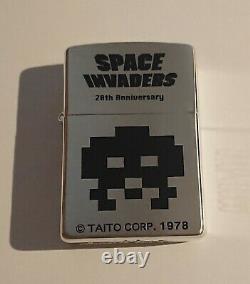 SPACE
INVADERS
28th Anniversary
© TAITO CORP. 1978